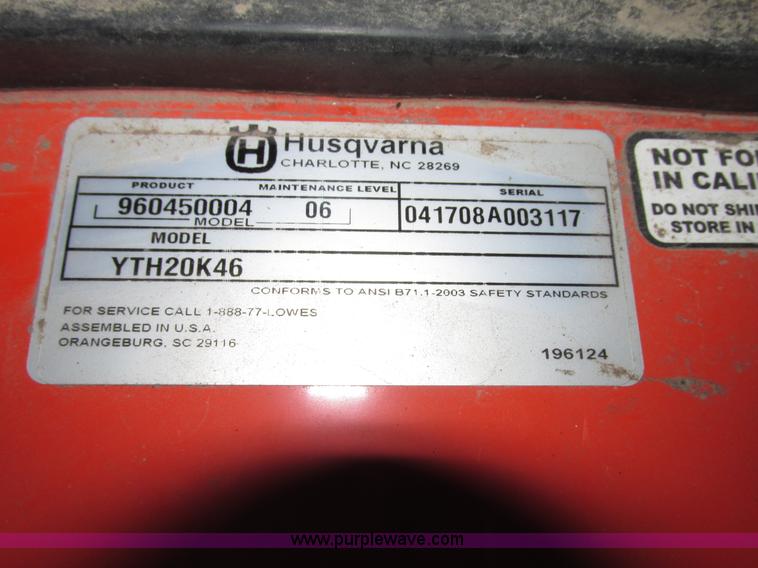 H Husqvarna
CHARLOTTE, NC 28269
PRODUCT MAINTENANCE LEVEL SERIAL
960450004 06 041708A003117
MODEL
MODEL
YTH20K46
CONFORMS TO ANSI B71.1-2003 SAFETY STANDARDS
FOR SERVICE CALL 1-888-77-LOWES
ASSEMBLED IN U.S.A.
ORANGEBURG, SC 29116
196124
NOT FO
IN CALI
DO NOT SHI
STORE IN
www.purplewave.com